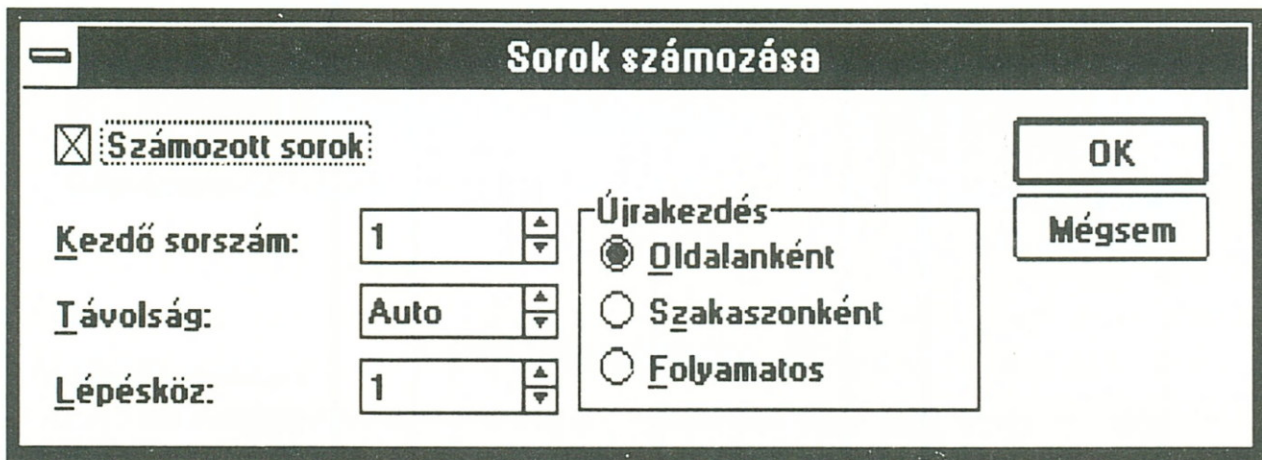 Sorok számozása
Számozott sorok
Kezdő sorszám: 1
Távolság: Auto
Lépésköz: 1
Újrakezdés
Oldalanként
Szakaszonként
Folyamatos
OK
Mégsem